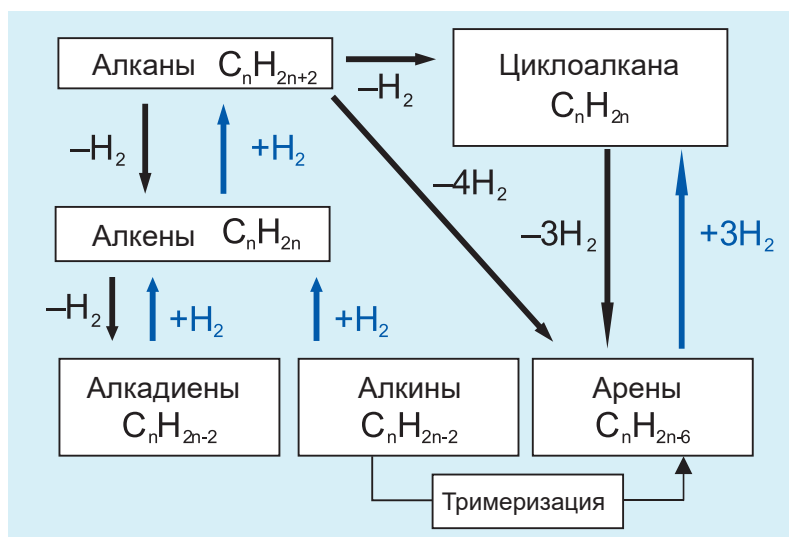 Алканы CₙH₂ₙ₊₂
–H₂
Циклоалкана
CₙH₂ₙ
–H₂
+H₂
–4H₂
–3H₂
+3H₂
Алкены CₙH₂ₙ
–H₂
+H₂
+H₂
Алкадиены
CₙH₂ₙ₋₂
Алкины
CₙH₂ₙ₋₂
Арены
CₙH₂ₙ₋₆
Тримеризация